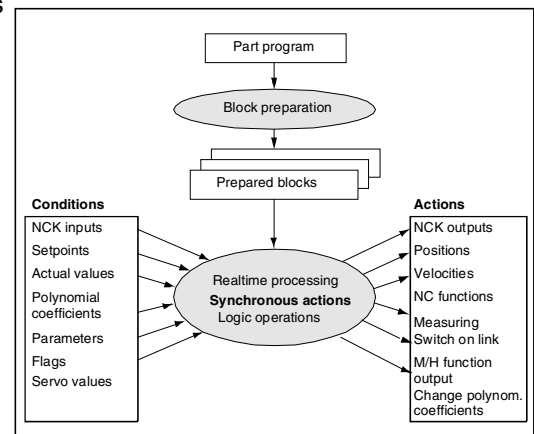 s
Part program
Block preparation
Prepared blocks
Conditions
NCK inputs
Setpoints
Actual values
Polynomial
coefficients
Parameters
Flags
Servo values
Realtime processing
Synchronous actions
Logic operations
Actions
NCK outputs
Positions
Velocities
NC functions
Measuring
Switch on link
M/H function
output
Change polynom.
coefficients